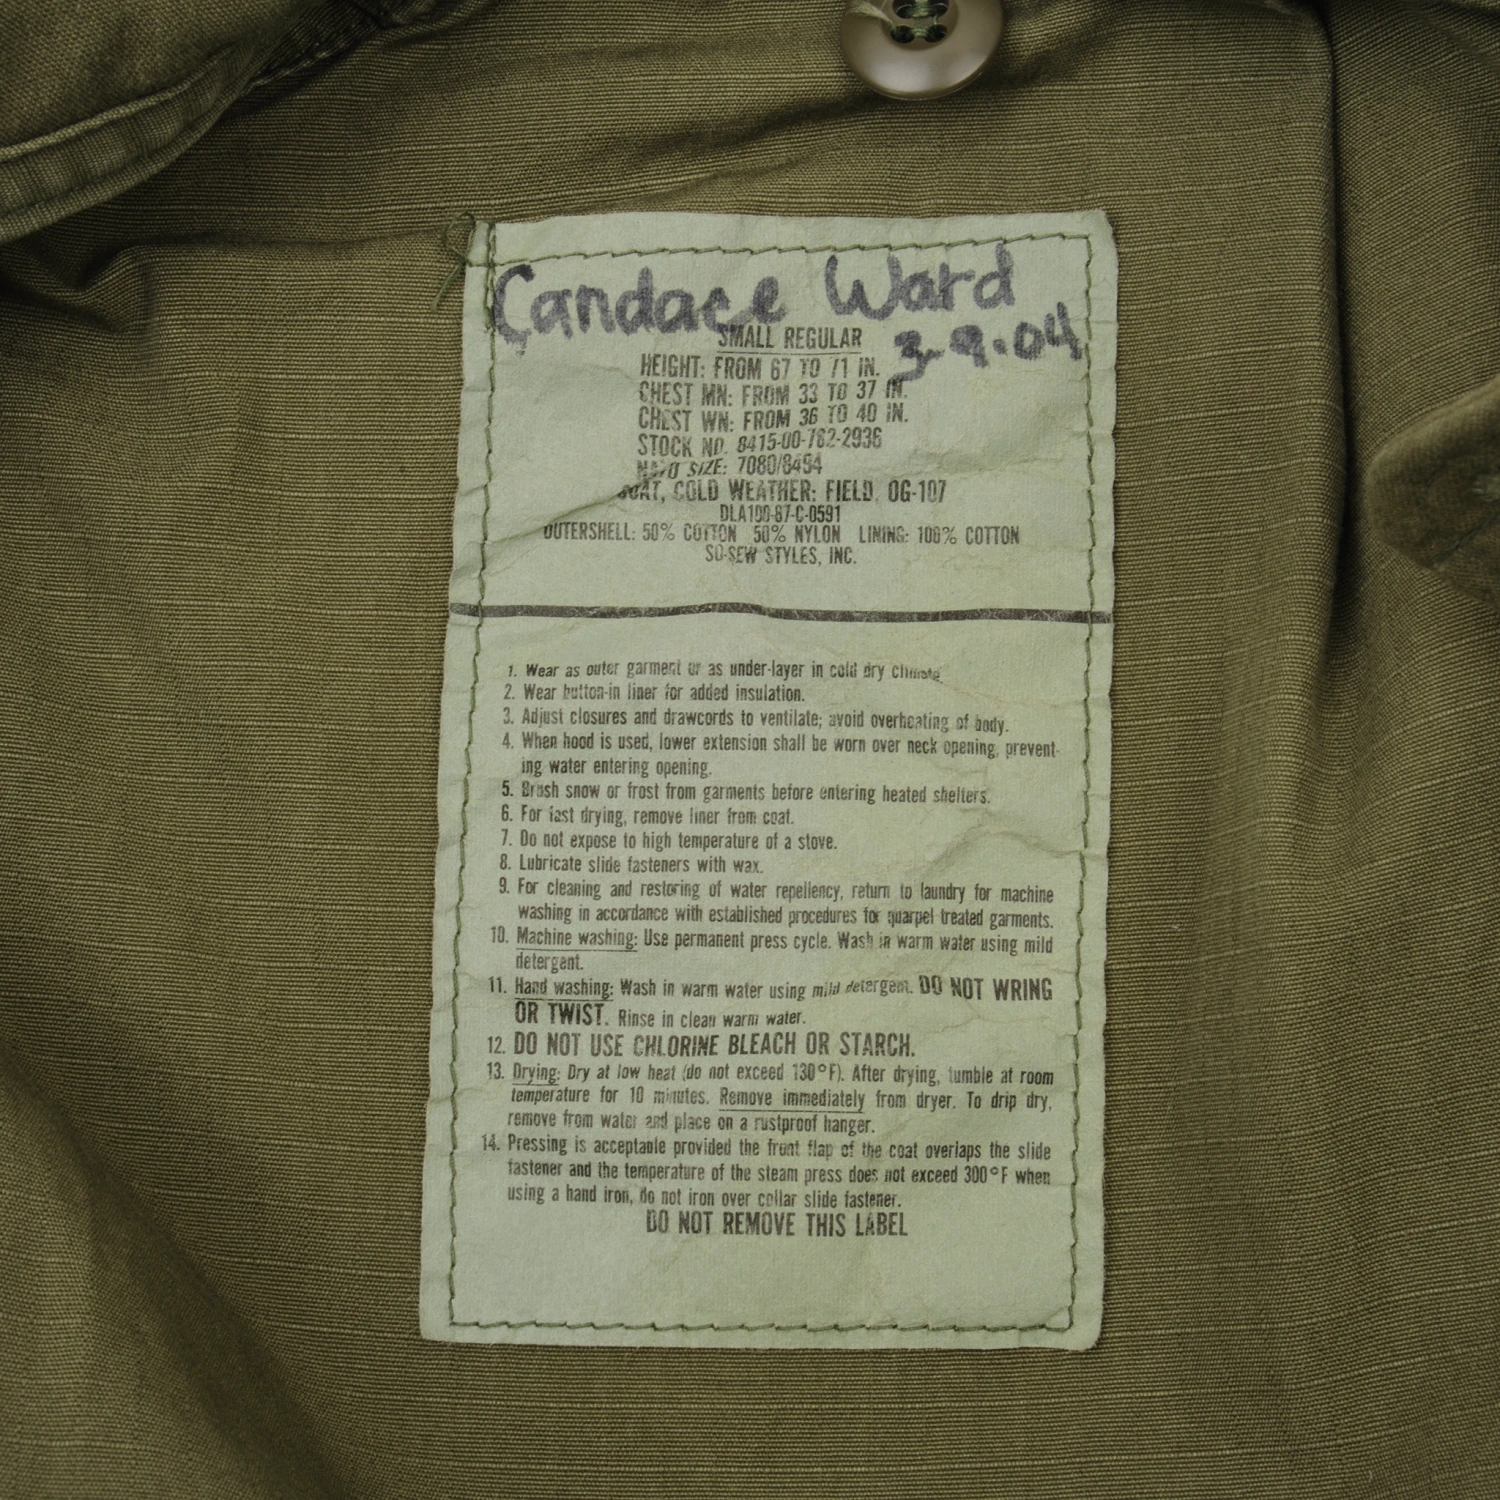 Candace Ward
3-9-04
SMALL REGULAR
HEIGHT: FROM 67 TO 71 IN.
CHEST MN: FROM 33 TO 37 IN.
CHEST WN: FROM 36 TO 40 IN.
STOCK NO. 8415-00-782-2936
NATO SIZE: 7080/8494
COAT, COLD WEATHER: FIELD, OG-107
DLA100-87-C-0591
OUTERSHELL: 50% COTTON 50% NYLON LINING: 100% COTTON
SO-SEW STYLES, INC.
1. Wear as outer garment or as under-layer in cold dry climate.
2. Wear button-in liner for added insulation.
3. Adjust closures and drawcords to ventilate; avoid overheating of body.
4. When hood is used, lower extension shall be worn over neck opening, prevent-
ing water entering opening.
5. Brush snow or frost from garments before entering heated shelters.
6. For fast drying, remove liner from coat.
7. Do not expose to high temperature of a stove.
8. Lubricate slide fasteners with wax.
9. For cleaning and restoring of water repellency, return to laundry for machine
washing in accordance with established procedures for quarpel treated garments.
10. Machine washing: Use permanent press cycle. Wash in warm water using mild
detergent.
11. Hand washing: Wash in warm water using mild detergent. DO NOT WRING
OR TWIST. Rinse in clean warm water.
12. DO NOT USE CHLORINE BLEACH OR STARCH.
13. Drying: Dry at low heat (do not exceed 130°F). After drying, tumble at room
temperature for 10 minutes. Remove immediately from dryer. To drip dry,
remove from water and place on a rustproof hanger.
14. Pressing is acceptable provided the front flap of the coat overlaps the slide
fastener and the temperature of the steam press does not exceed 300°F when
using a hand iron, do not iron over collar slide fastener.
DO NOT REMOVE THIS LABEL